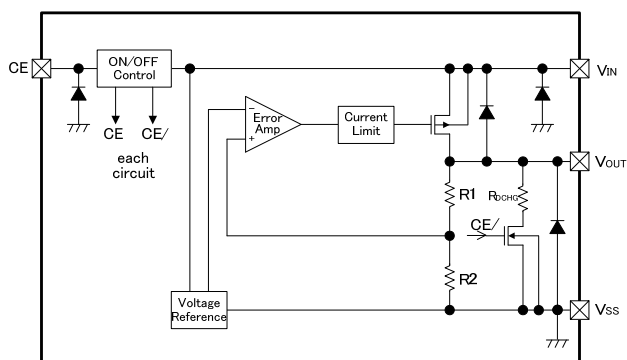 CE
ON/OFF
Control
VIN
CE
CE/
each
circuit
−
Error
Amp
+
Current
Limit
VOUT
R1
RDCHG
CE/
R2
Voltage
Reference
VSS